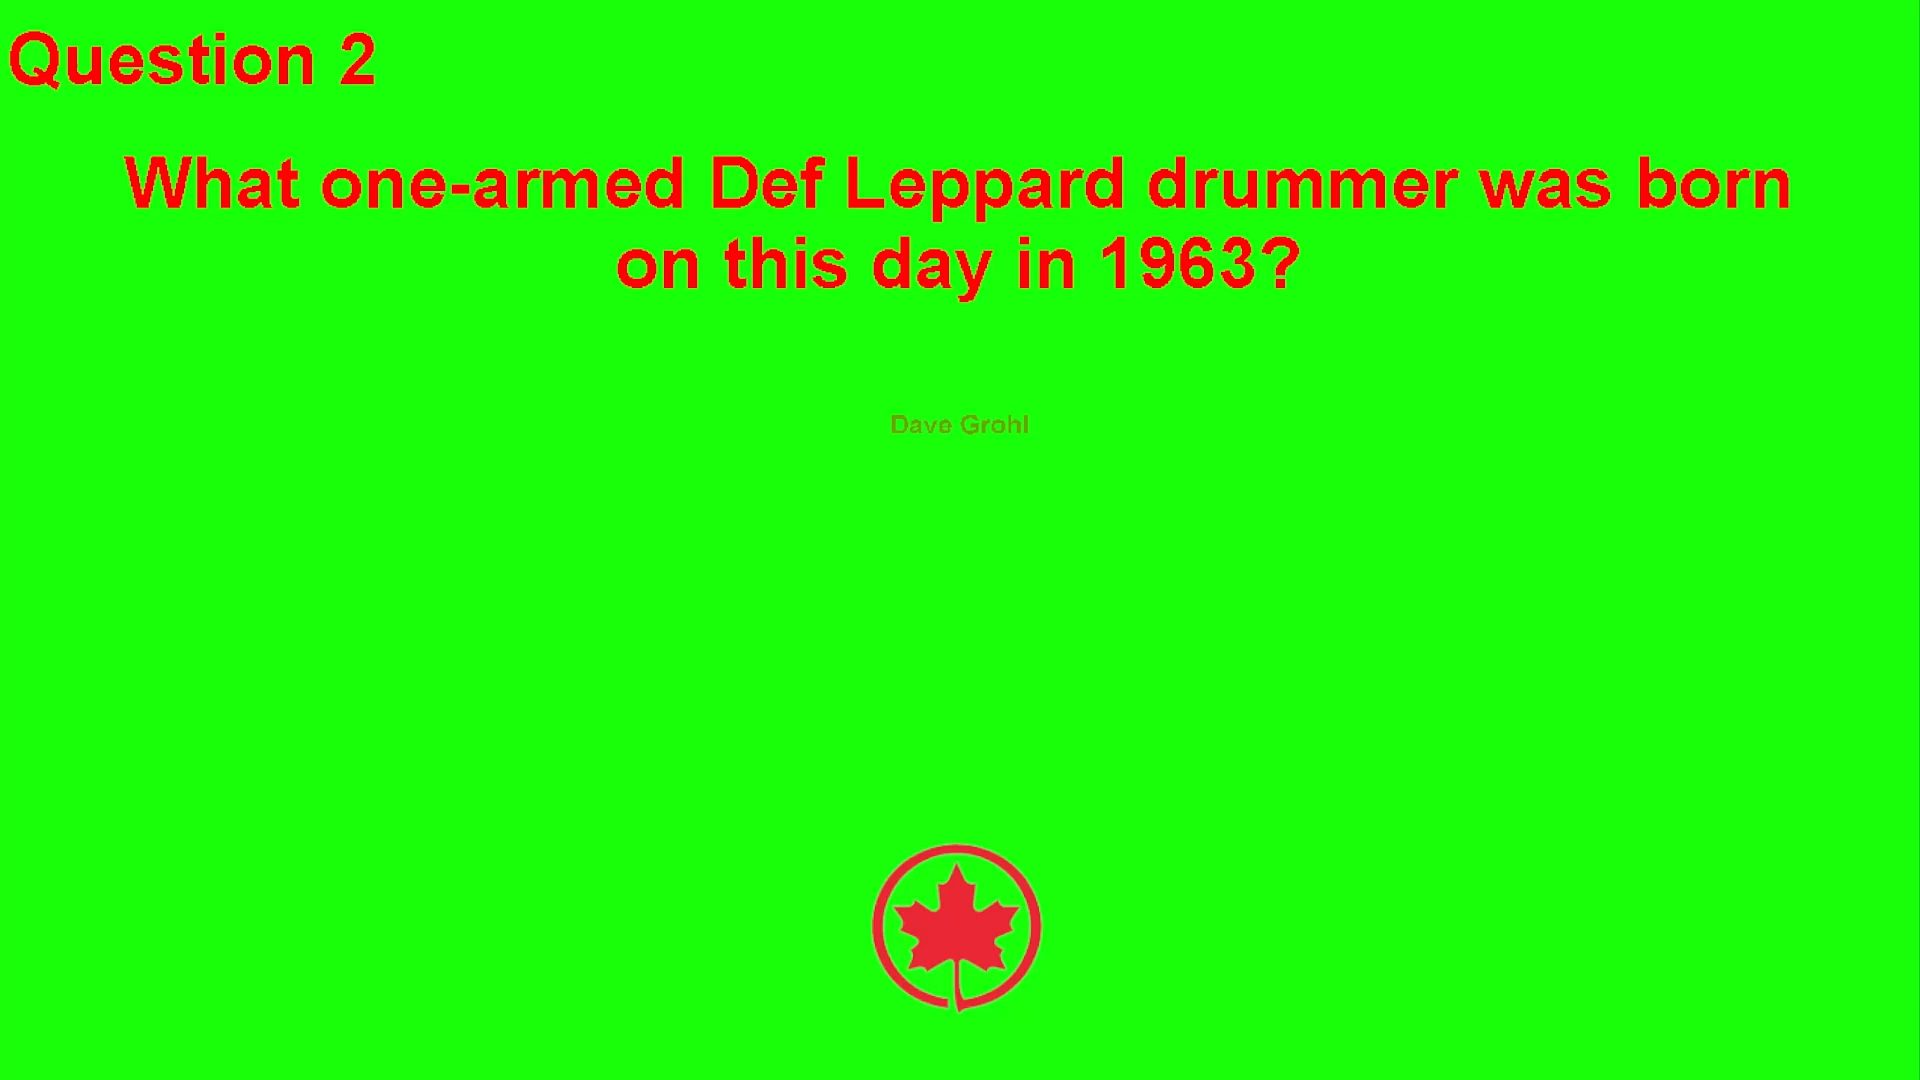 Question 2
What one-armed Def Leppard drummer was born
on this day in 1963?
Dave Grohl